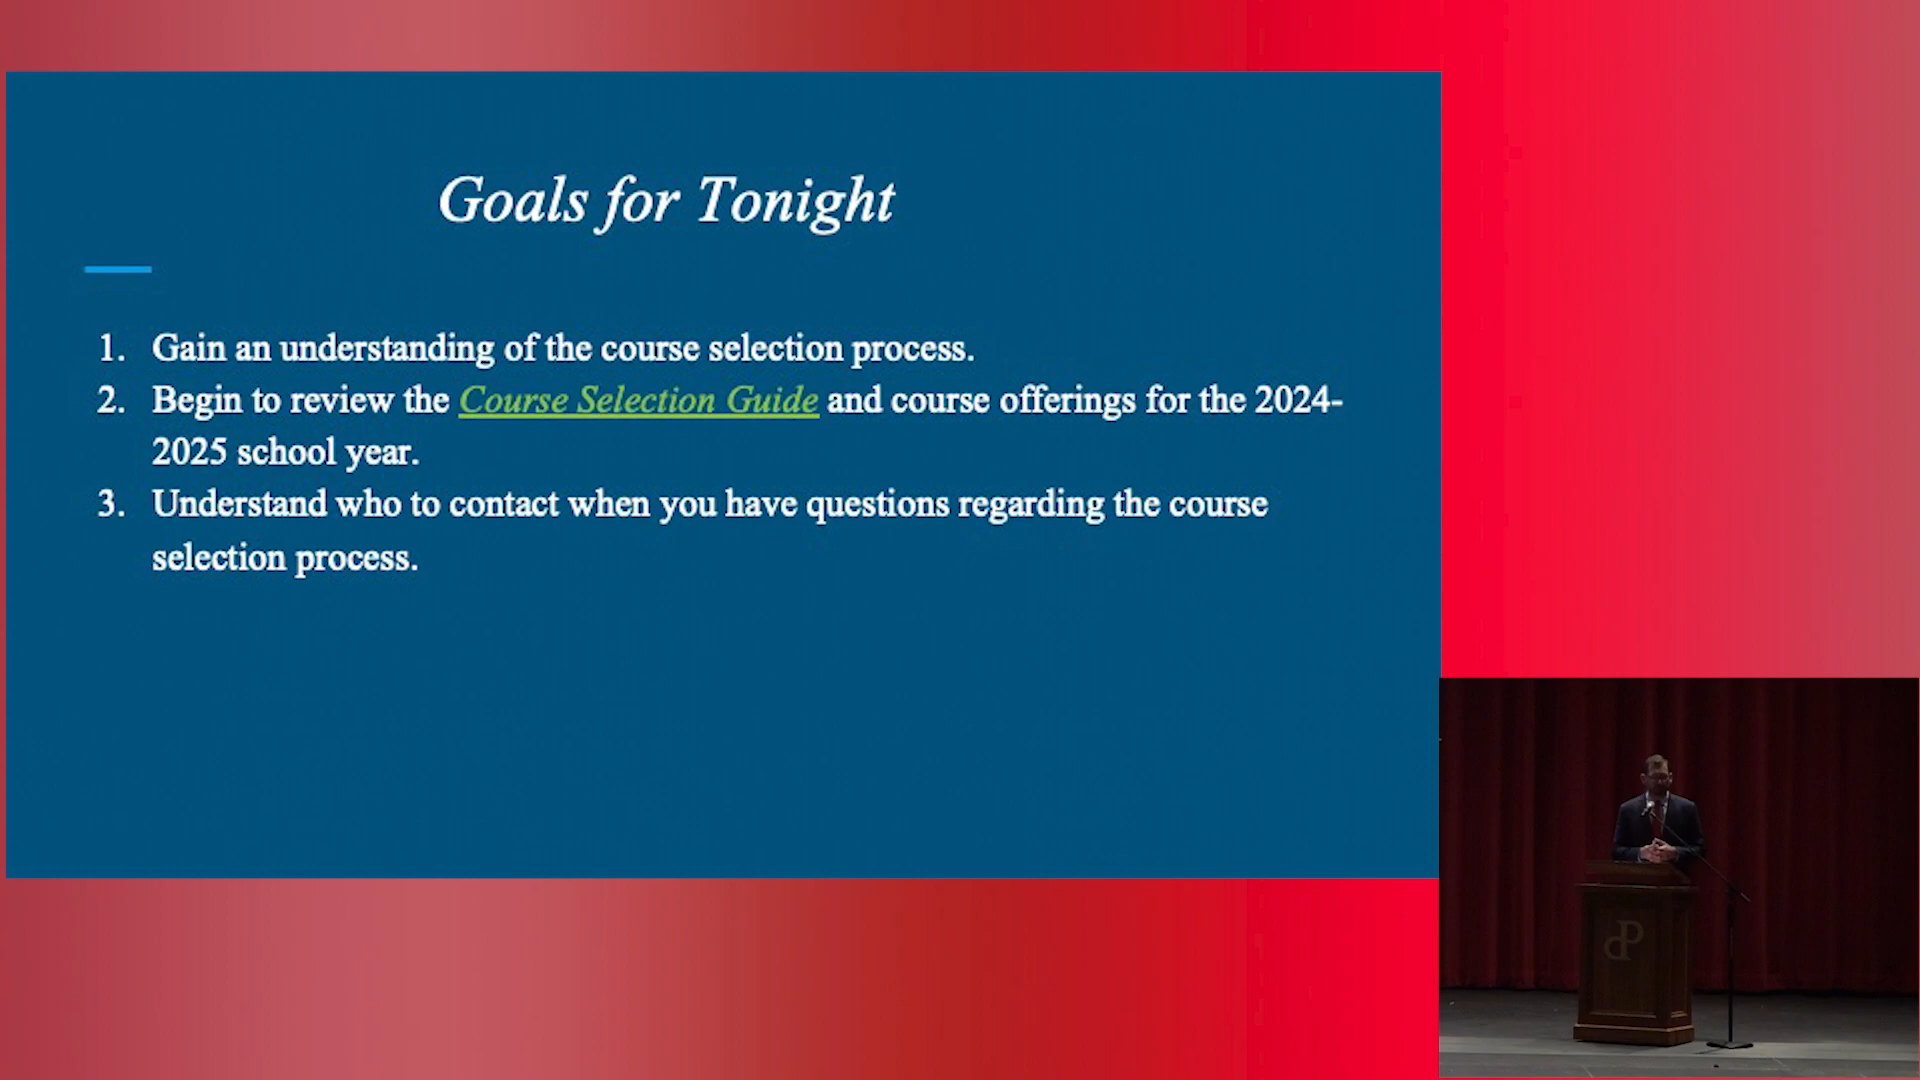 Goals for Tonight
1. Gain an understanding of the course selection process.
2. Begin to review the Course Selection Guide and course offerings for the 2024-
2025 school year.
3. Understand who to contact when you have questions regarding the course
selection process.